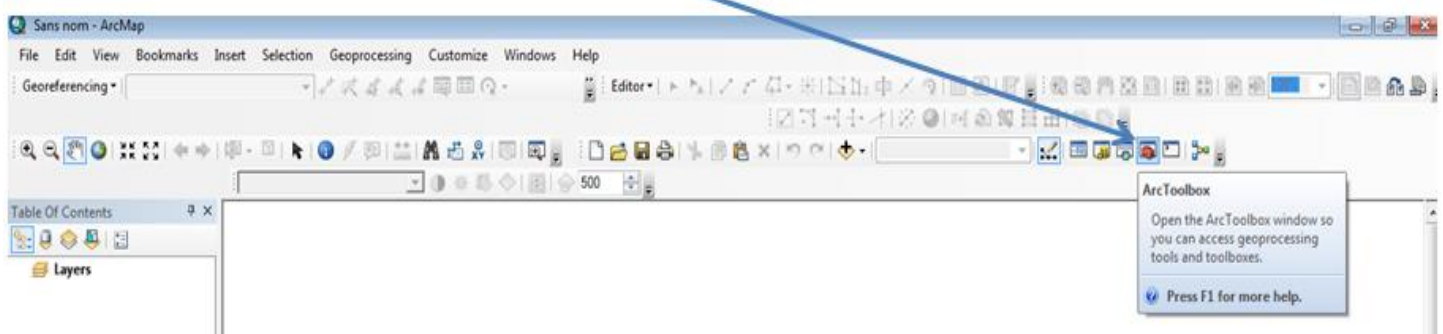 Sans nom - ArcMap
File Edit View Bookmarks Insert Selection Geoprocessing Customize Windows Help
Georeferencing
Editor
500
Table Of Contents
Layers
ArcToolbox
Open the ArcToolbox window so
you can access geoprocessing
tools and toolboxes.
Press F1 for more help.